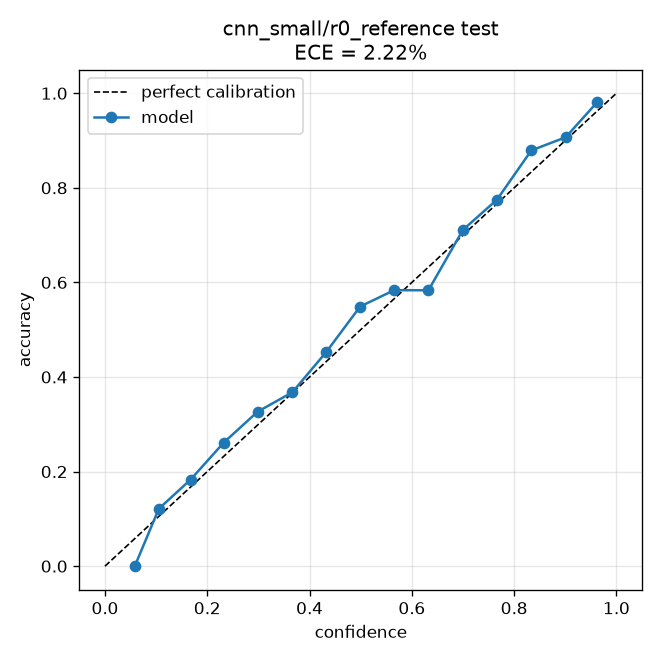 cnn_small/r0_reference test
ECE = 2.22%
perfect calibration
model
1.0
0.8
0.6
0.4
0.2
0.0
accuracy
0.0 0.2 0.4 0.6 0.8 1.0
confidence